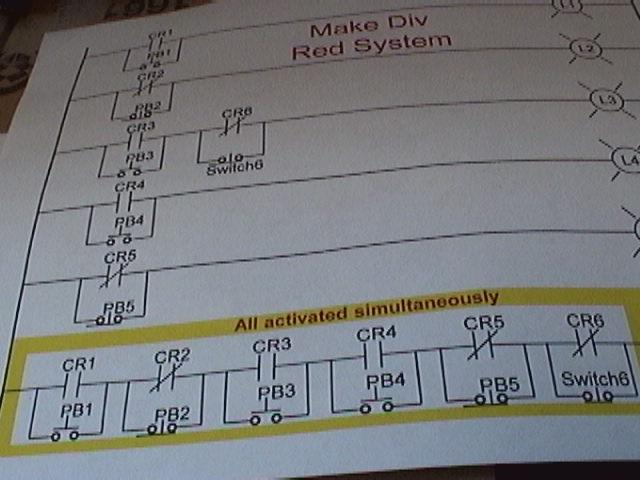 Make Div
Red System
CR1
PB1
L1
CR2
PB2
L2
CR3
PB3
CR6
Switch6
L3
CR4
PB4
L4
CR5
PB5
All activated simultaneously
CR1 CR2 CR3 CR4 CR5 CR6
PB1 PB2 PB3 PB4 PB5 Switch6